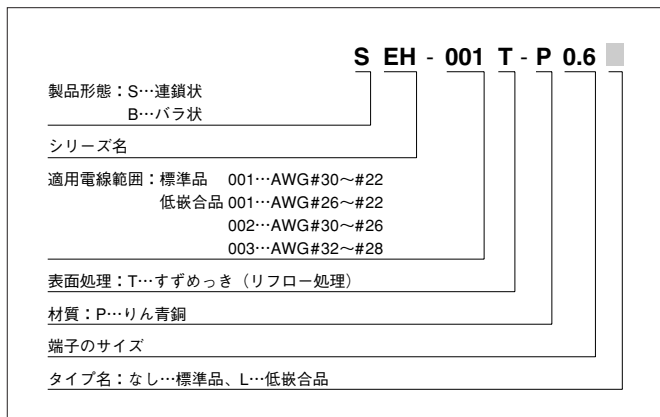 S EH - 001 T - P 0.6
製品形態：S…連鎖状
B…バラ状
シリーズ名
適用電線範囲：標準品 001…AWG#30～#22
低嵌合品 001…AWG#26～#22
002…AWG#30～#26
003…AWG#32～#28
表面処理：T…すずめっき（リフロー処理）
材質：P…りん青銅
端子のサイズ
タイプ名：なし…標準品、L…低嵌合品